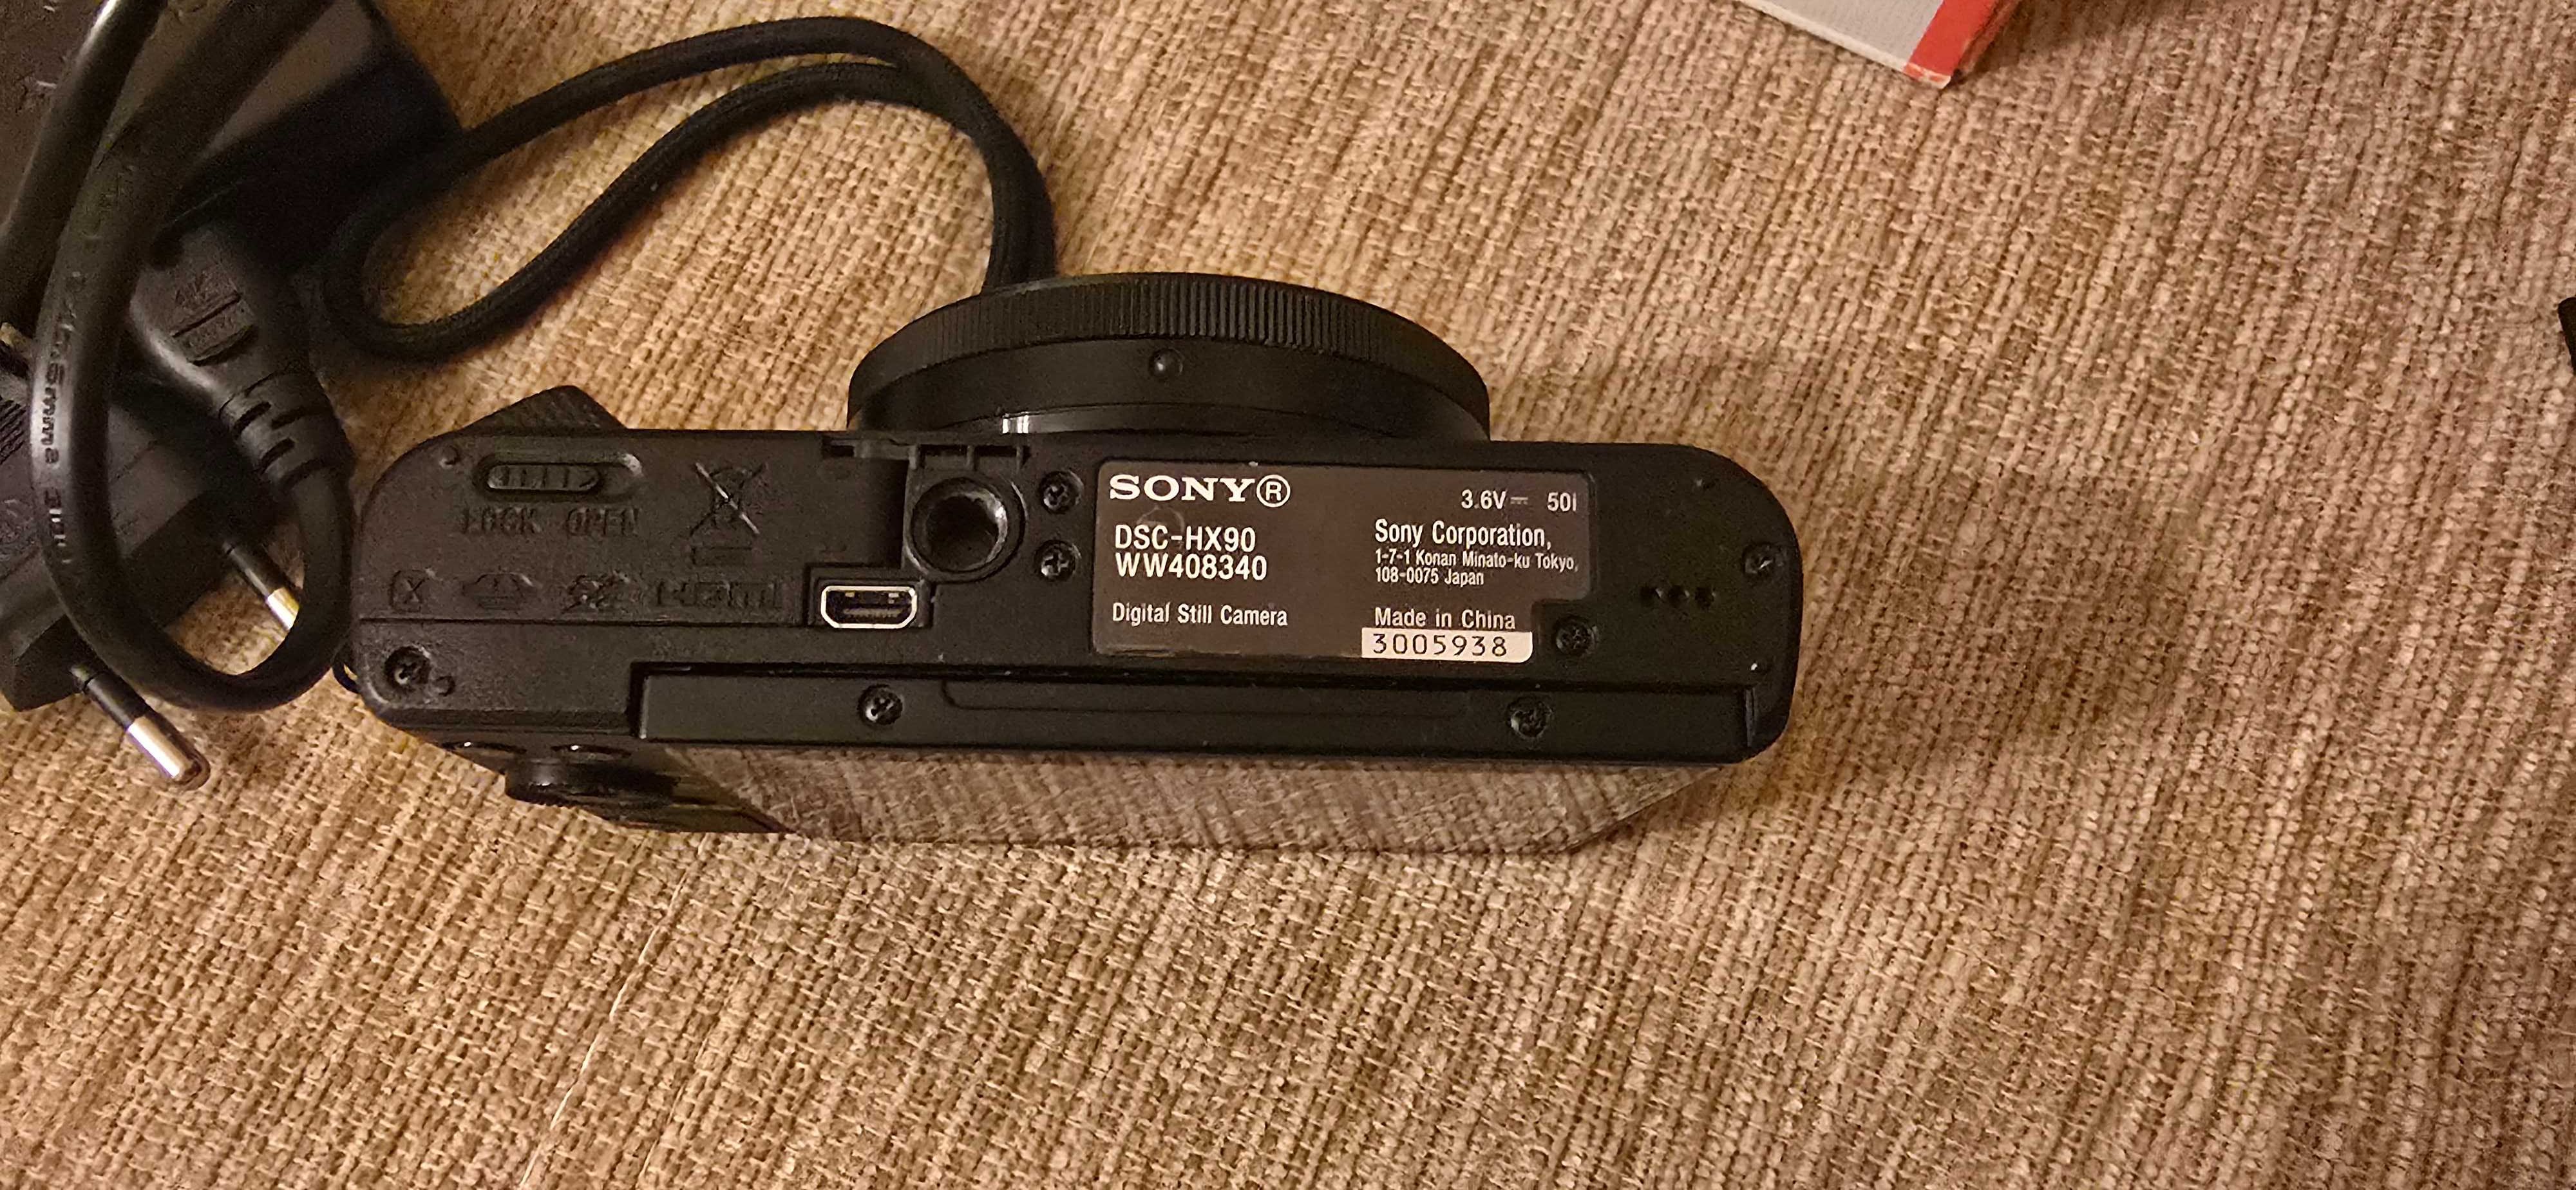 LOCK OPEN
X
HDMI
SONY®
3.6V⎓ 50I
DSC-HX90
WW408340
Digital Still Camera
Sony Corporation,
1-7-1 Konan Minato-ku Tokyo,
108-0075 Japan
Made in China
3005938